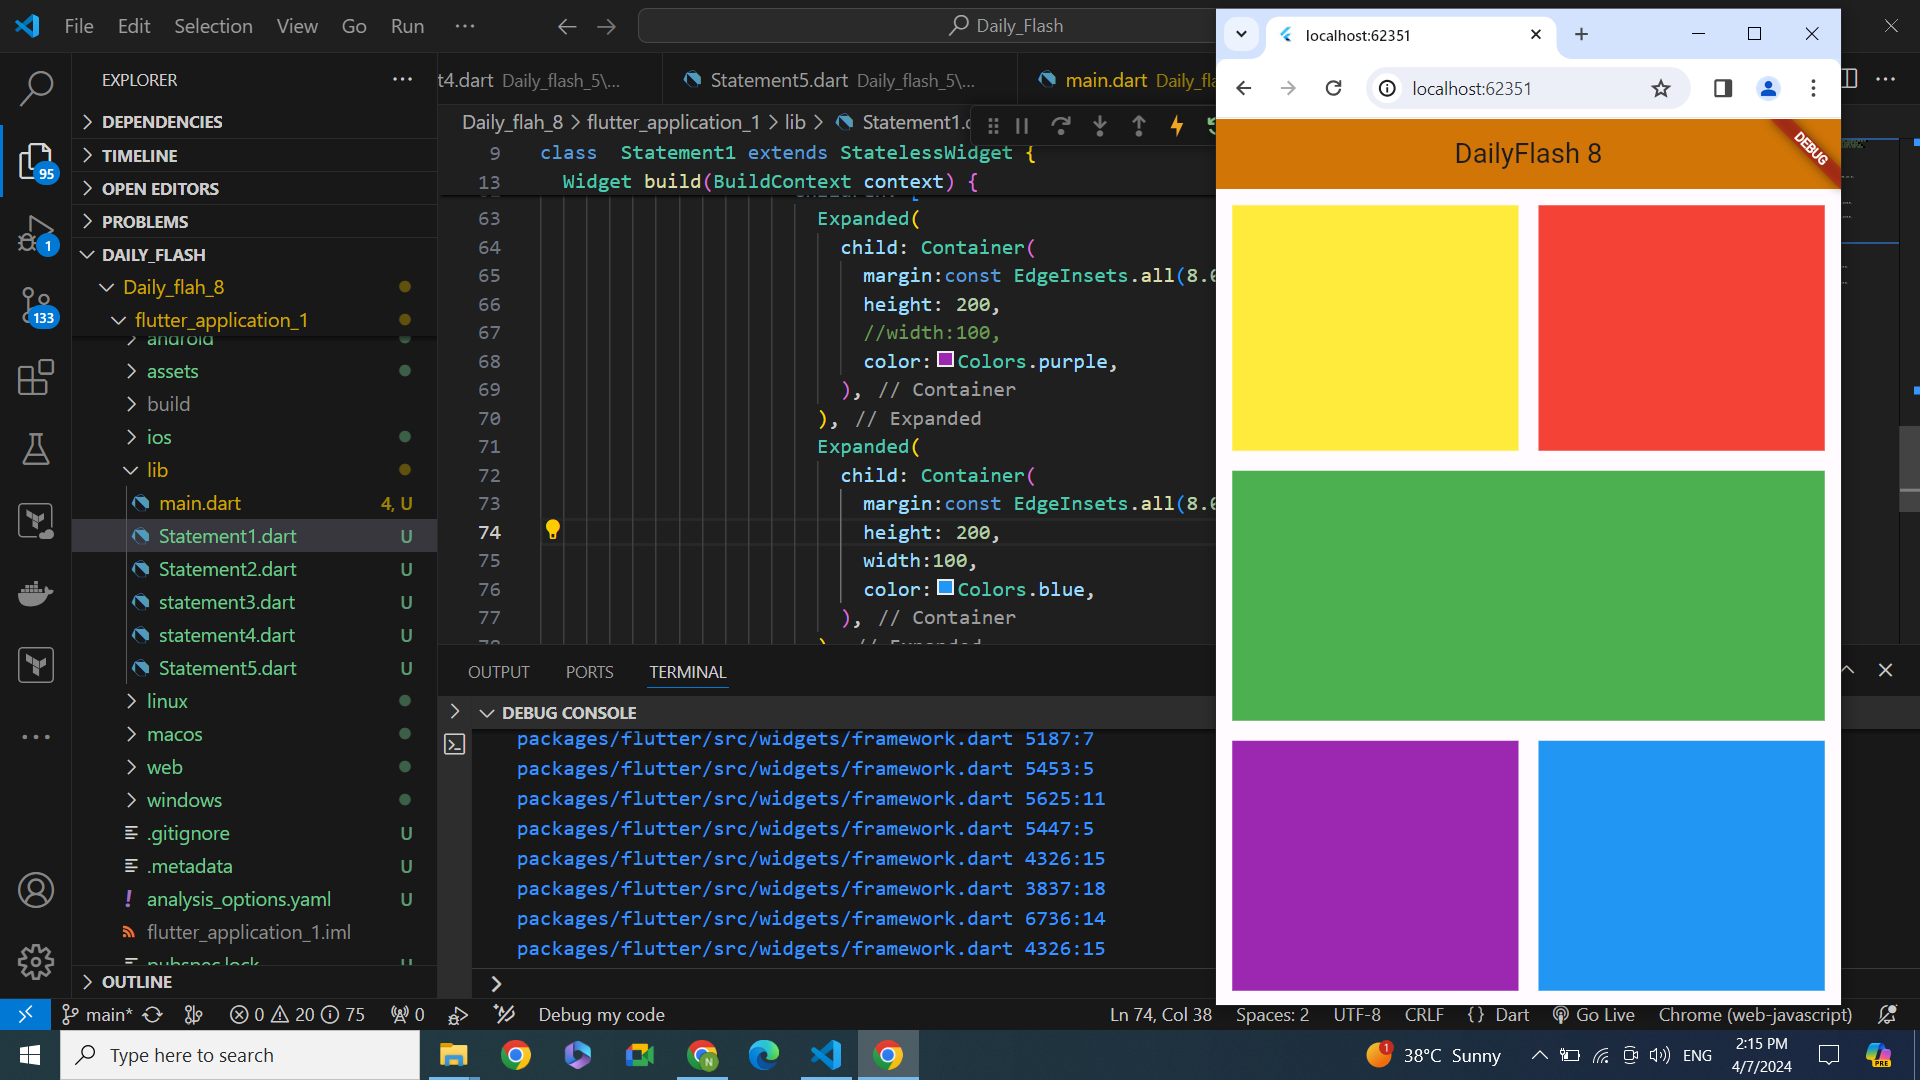 File Edit Selection View Go Run ··· Daily_Flash
EXPLORER
DEPENDENCIES
TIMELINE
OPEN EDITORS
PROBLEMS
DAILY_FLASH
Daily_flah_8
flutter_application_1
android
assets
build
ios
lib
main.dart 4, U
Statement1.dart U
Statement2.dart U
statement3.dart U
statement4.dart U
Statement5.dart U
linux
macos
web
windows
.gitignore U
.metadata U
analysis_options.yaml U
flutter_application_1.iml
pubspec.lock U
OUTLINE
95
1
133
t4.dart Daily_flash_5\... Statement5.dart Daily_flash_5\... main.dart Daily_fla
Daily_flah_8 > flutter_application_1 > lib > Statement1.d
9 class Statement1 extends StatelessWidget {
13 Widget build(BuildContext context) {
63 Expanded(
64 child: Container(
65 margin:const EdgeInsets.all(8.0
66 height: 200,
67 //width:100,
68 color: Colors.purple,
69 ), // Container
70 ), // Expanded
71 Expanded(
72 child: Container(
73 margin:const EdgeInsets.all(8.0
74 height: 200,
75 width:100,
76 color: Colors.blue,
77 ), // Container
78 ), // Expanded
OUTPUT PORTS TERMINAL
DEBUG CONSOLE
packages/flutter/src/widgets/framework.dart 5187:7
packages/flutter/src/widgets/framework.dart 5453:5
packages/flutter/src/widgets/framework.dart 5625:11
packages/flutter/src/widgets/framework.dart 5447:5
packages/flutter/src/widgets/framework.dart 4326:15
packages/flutter/src/widgets/framework.dart 3837:18
packages/flutter/src/widgets/framework.dart 6736:14
packages/flutter/src/widgets/framework.dart 4326:15
localhost:62351
localhost:62351
DailyFlash 8
DEBUG
main* 0 20 75 0 Debug my code Ln 74, Col 38 Spaces: 2 UTF-8 CRLF {} Dart Go Live Chrome (web-javascript)
Type here to search N 1 38°C Sunny ENG 2:15 PM PRE
4/7/2024